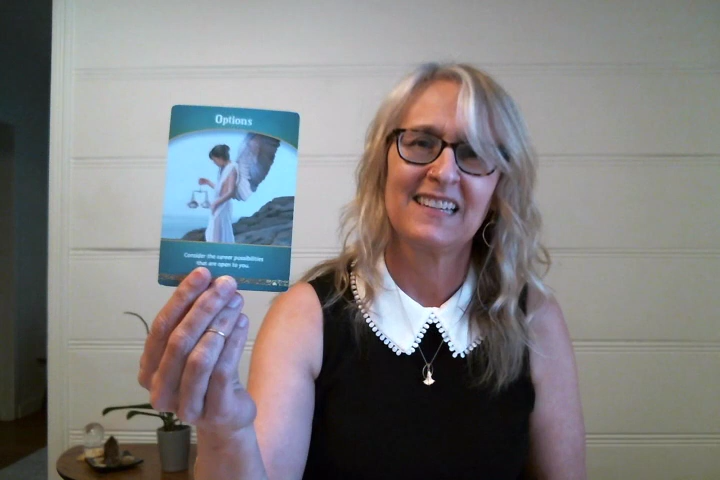 Options
Consider the career possibilities
that are open to you.